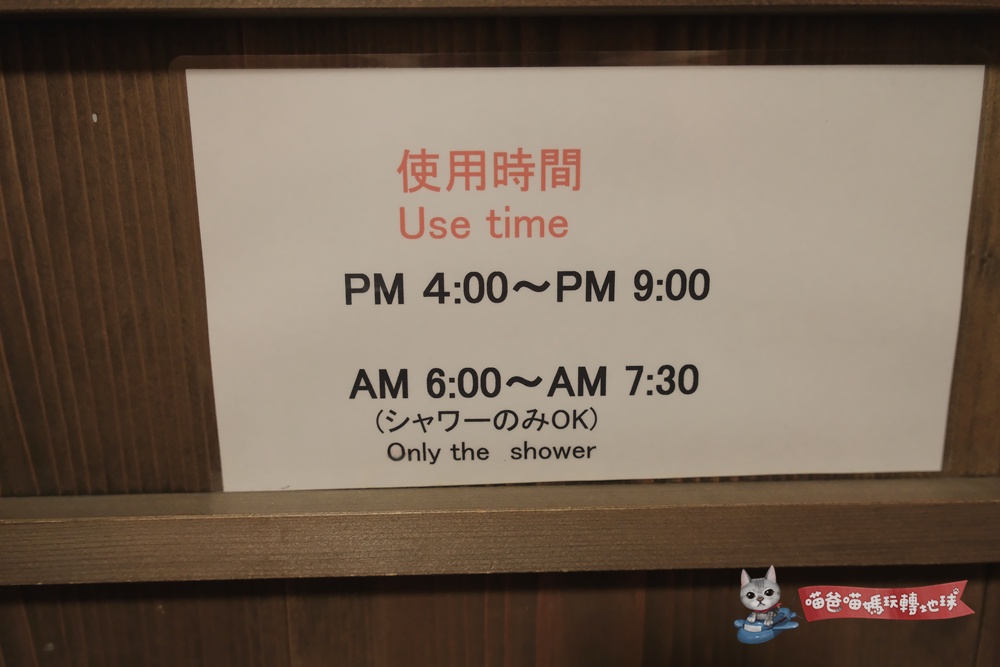 使用時間
Use time
PM 4:00～PM 9:00
AM 6:00～AM 7:30
（シャワーのみOK）
Only the shower
喵爸喵媽玩轉地球